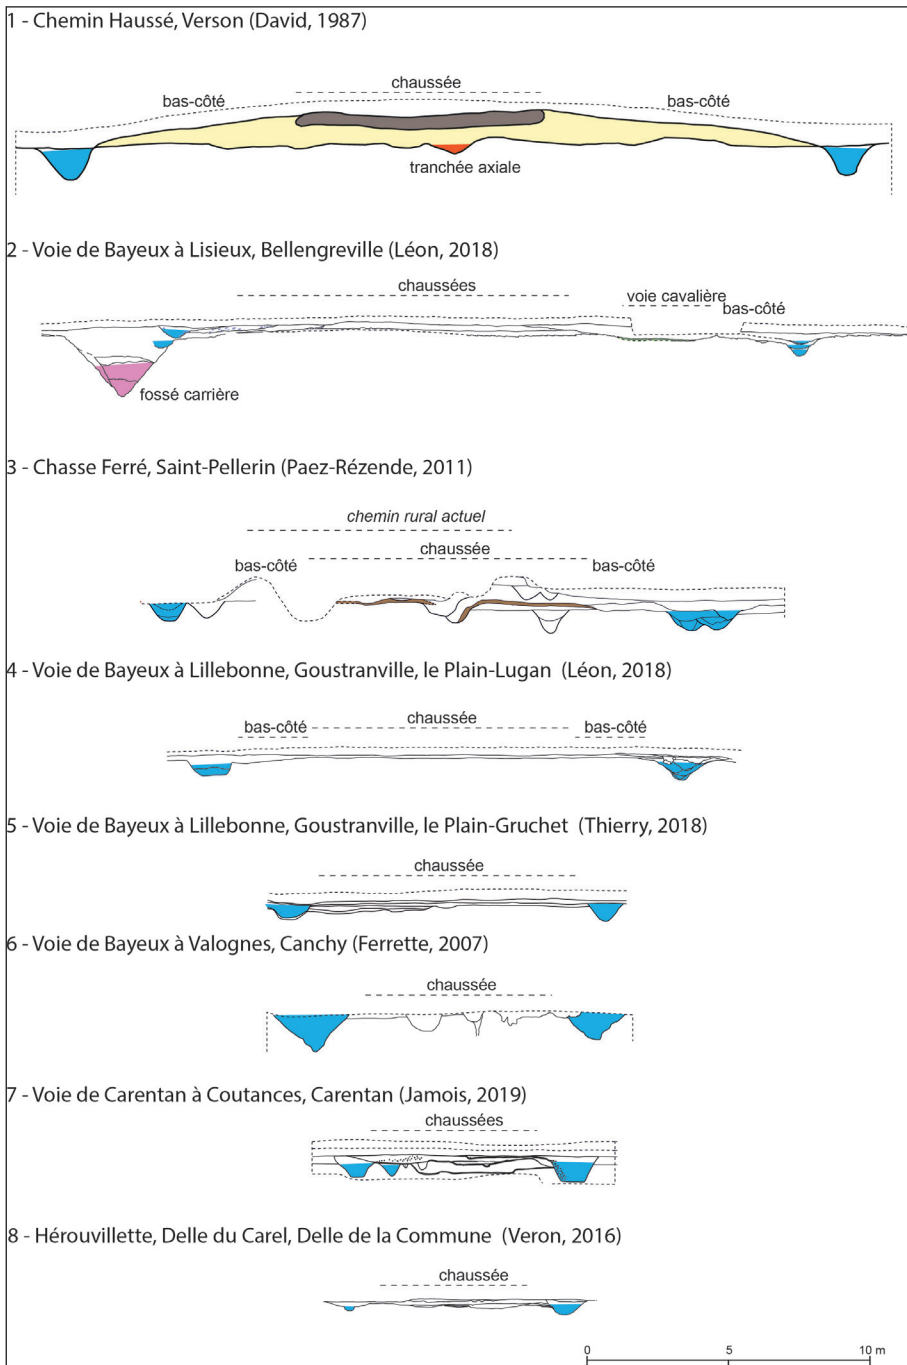 1 - Chemin Haussé, Verson (David, 1987)
chaussée
bas-côté
bas-côté
tranchée axiale
2 - Voie de Bayeux à Lisieux, Bellengreville (Léon, 2018)
chaussées
voie cavalière
bas-côté
fossé carrière
3 - Chasse Ferré, Saint-Pellerin (Paez-Rézende, 2011)
chemin rural actuel
chaussée
bas-côté
bas-côté
4 - Voie de Bayeux à Lillebonne, Goustranville, le Plain-Lugan (Léon, 2018)
bas-côté
chaussée
bas-côté
5 - Voie de Bayeux à Lillebonne, Goustranville, le Plain-Gruchet (Thierry, 2018)
chaussée
6 - Voie de Bayeux à Valognes, Canchy (Ferrette, 2007)
chaussée
7 - Voie de Carentan à Coutances, Carentan (Jamois, 2019)
chaussées
8 - Hérouvillette, Delle du Carel, Delle de la Commune (Veron, 2016)
chaussée
0 5 10 m